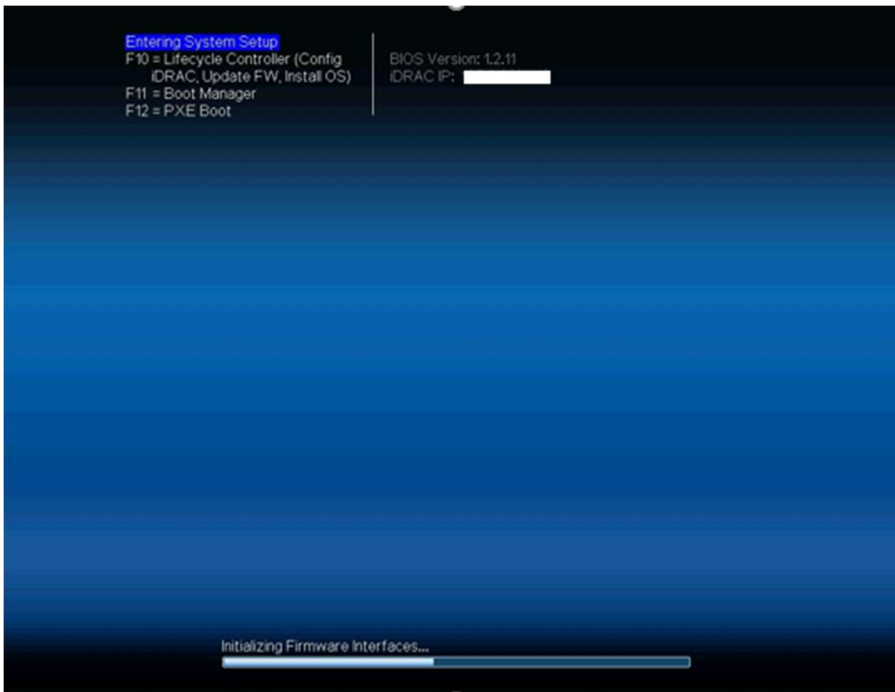 Entering System Setup
F10 = Lifecycle Controller (Config
iDRAC, Update FW, Install OS)
F11 = Boot Manager
F12 = PXE Boot
BIOS Version: 1.2.11
iDRAC IP:
Initializing Firmware Interfaces...